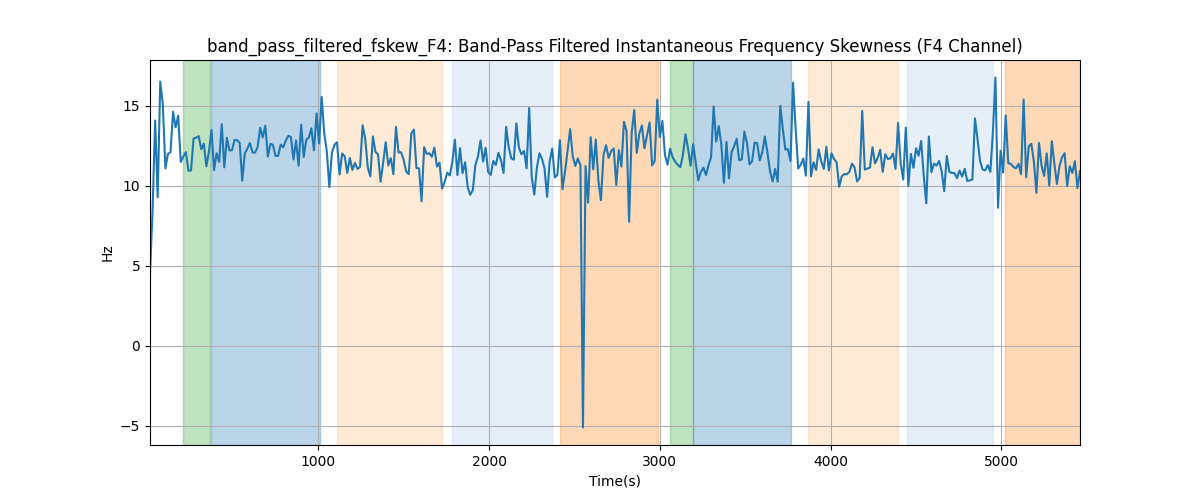 band_pass_filtered_fskew_F4: Band-Pass Filtered Instantaneous Frequency Skewness (F4 Channel)
15
10
5
0
−5
Hz
1000 2000 3000 4000 5000
Time(s)